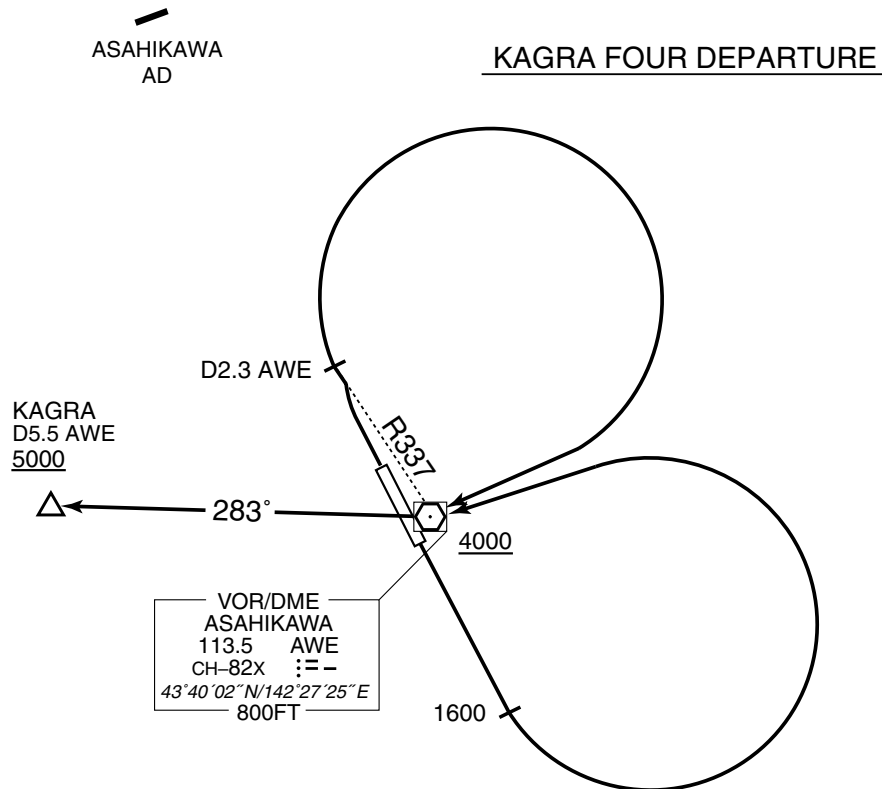 ASAHIKAWA
AD
KAGRA FOUR DEPARTURE
D2.3 AWE
R337
KAGRA
D5.5 AWE
5000
283°
4000
VOR/DME
ASAHIKAWA
113.5 AWE
CH–82X
43°40′02″N/142°27′25″E
800FT
1600